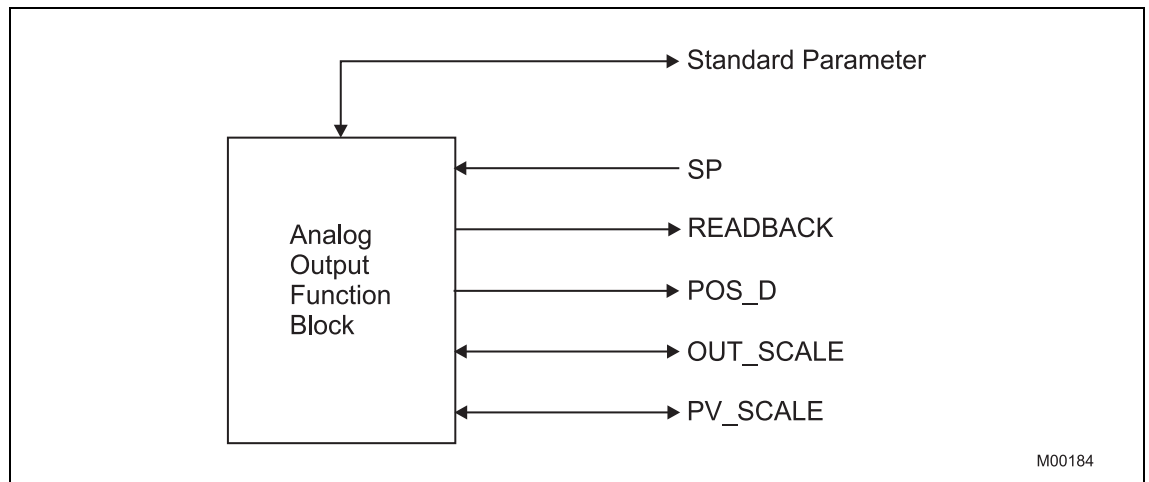 Standard Parameter
SP
READBACK
POS_D
OUT_SCALE
PV_SCALE
Analog
Output
Function
Block
M00184